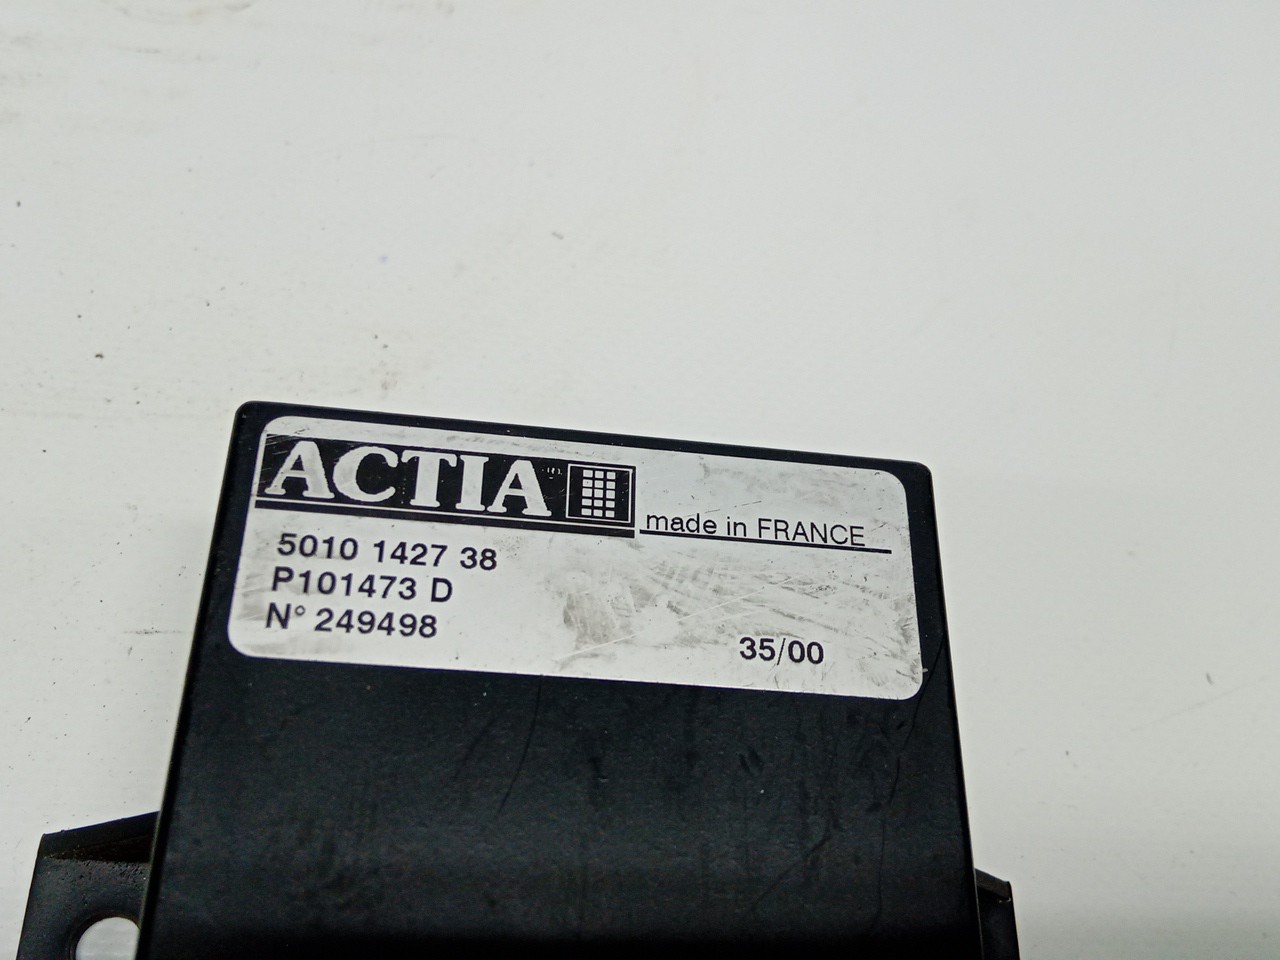 ACTIA
made in FRANCE
5010 1427 38
P101473 D
N° 249498
35/00